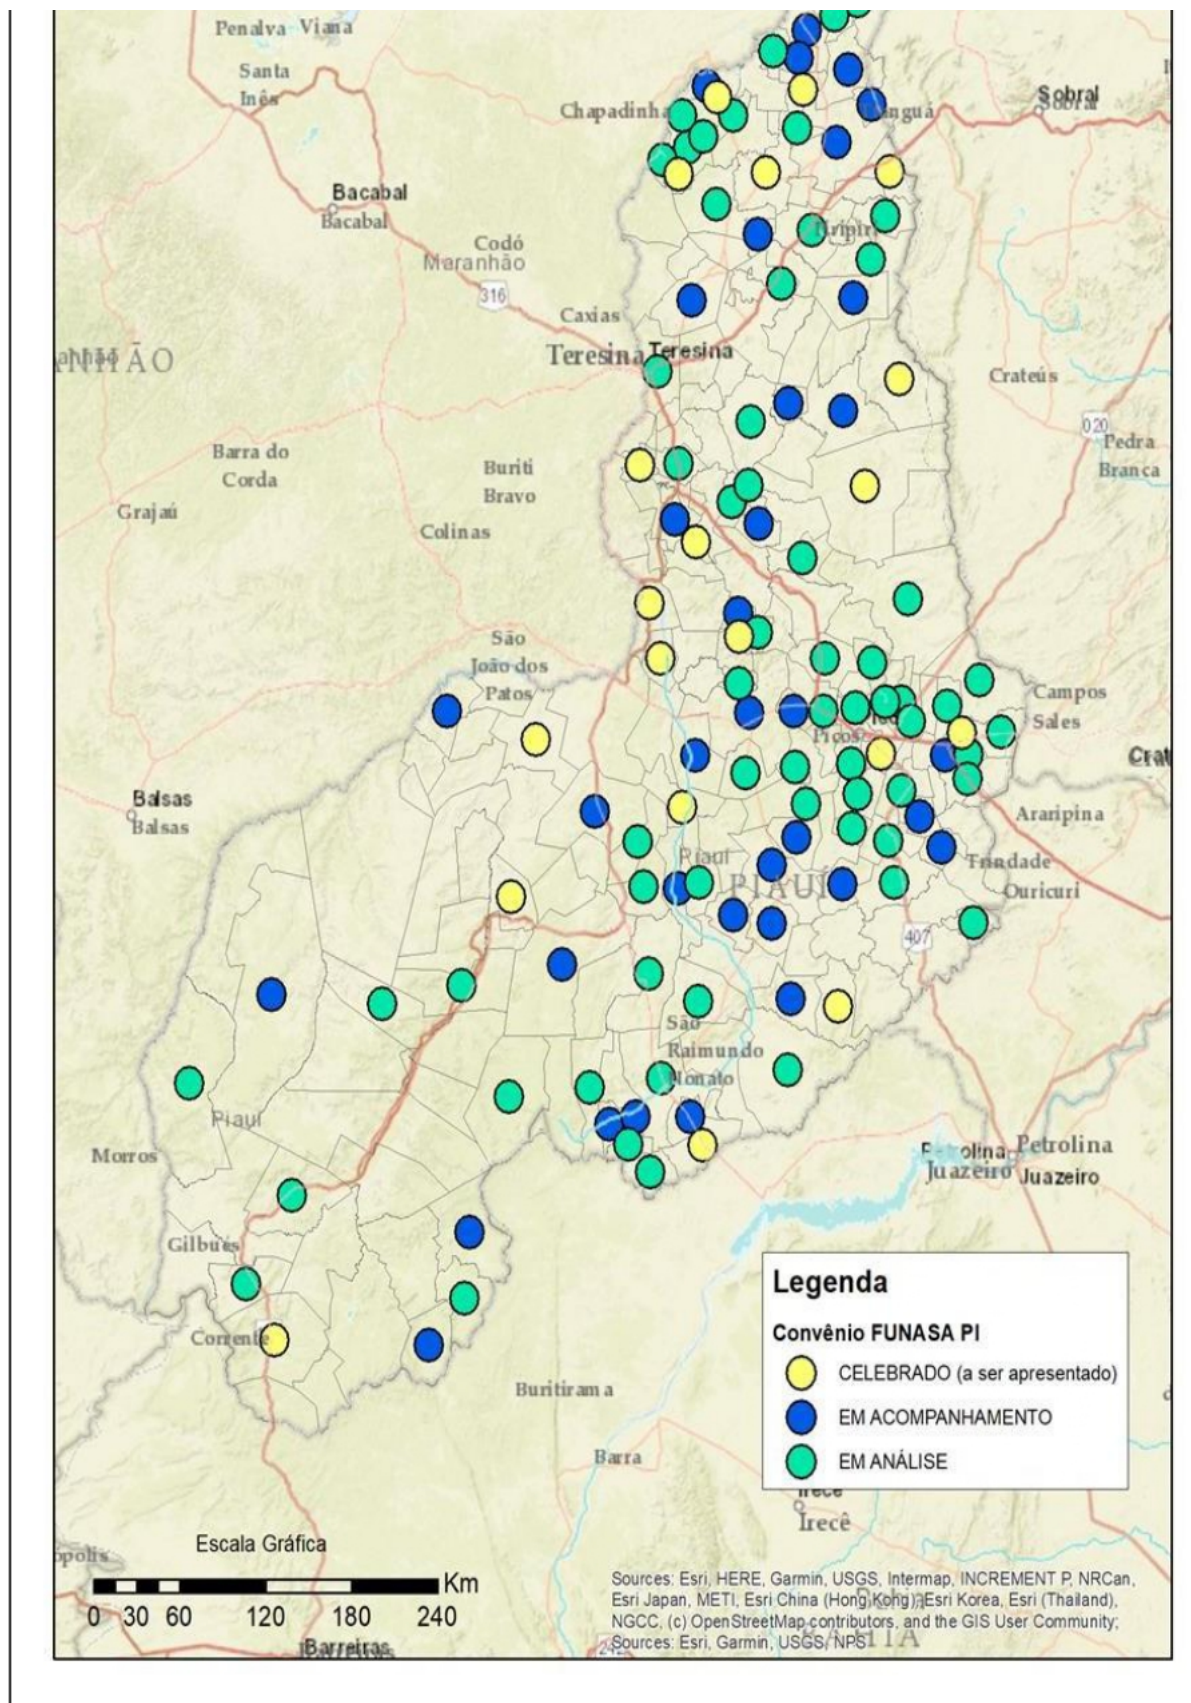 Penalva
Viana
Santa
Inês
Chapadinha
Sobral
Sobral
Bacabal
Bacabal
Codó
Maranhão
316
Caxias
Teresina
Teresina
Crateús
020
Pedra
Branca
Barra do
Corda
Buriti
Bravo
Grajaú
Colinas
São
João dos
Patos
Campos
Sales
Picos
Balsas
Balsas
Araripina
Piauí
Trindade
PIAUÍ
Ouricuri
407
São
Raimundo
Nonato
Piauí
Morros
Petrolina
Petrolina
Juazeiro
Juazeiro
Gilbués
Corrente
Buritirama
Barra
Legenda
Convênio FUNASA PI
CELEBRADO (a ser apresentado)
EM ACOMPANHAMENTO
EM ANÁLISE
Irecê
Irecê
Escala Gráfica
Km
0 30 60 120 180 240
Sources: Esri, HERE, Garmin, USGS, Intermap, INCREMENT P, NRCan,
Esri Japan, METI, Esri China (Hong Kong), Esri Korea, Esri (Thailand),
NGCC, (c) OpenStreetMap contributors, and the GIS User Community;
Sources: Esri, Garmin, USGS, NPS
BAHIA
Barreiras
242